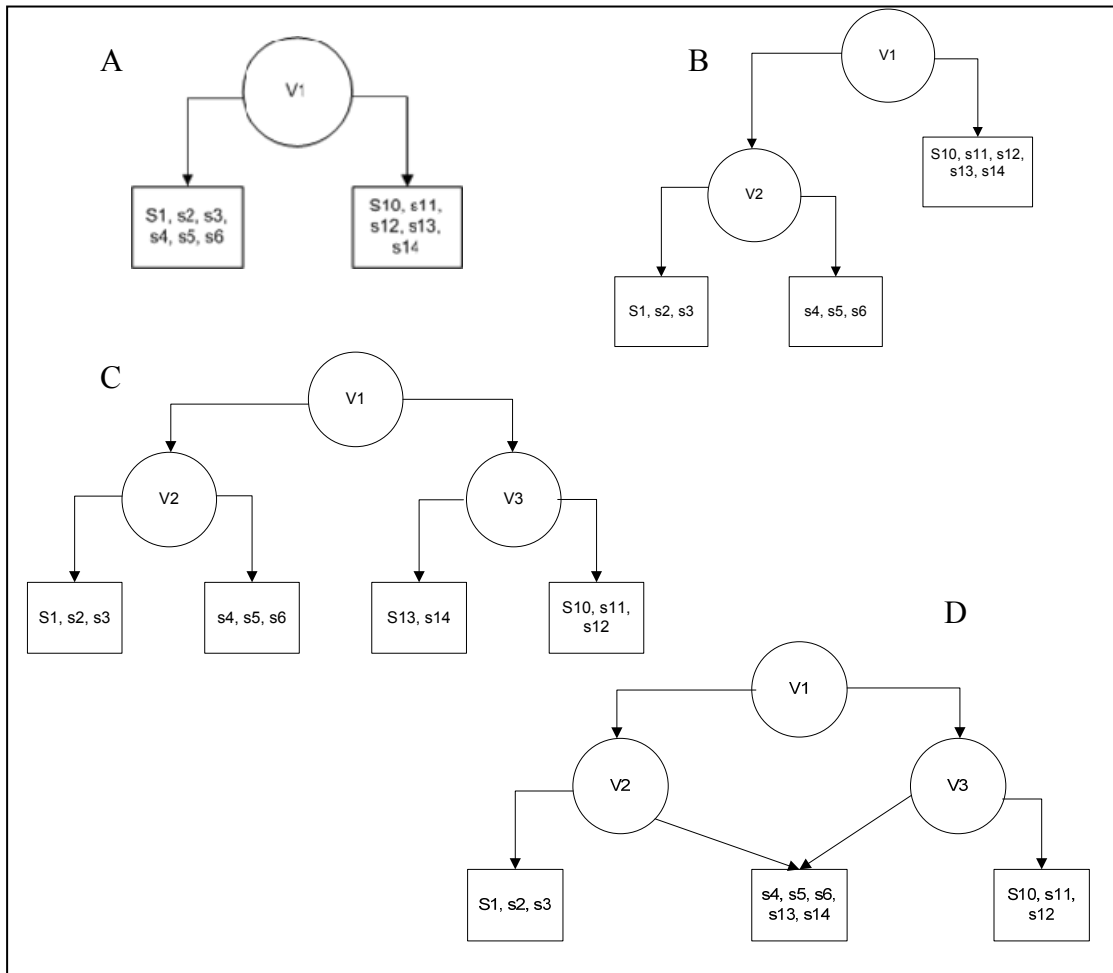 A
V1
S1, s2, s3,
s4, s5, s6
S10, s11,
s12, s13,
s14
B
V1
S10, s11, s12,
s13, s14
V2
S1, s2, s3
s4, s5, s6
C
V1
V2
V3
S1, s2, s3
s4, s5, s6
S13, s14
S10, s11,
s12
D
V1
V2
V3
S1, s2, s3
s4, s5, s6,
s13, s14
S10, s11,
s12